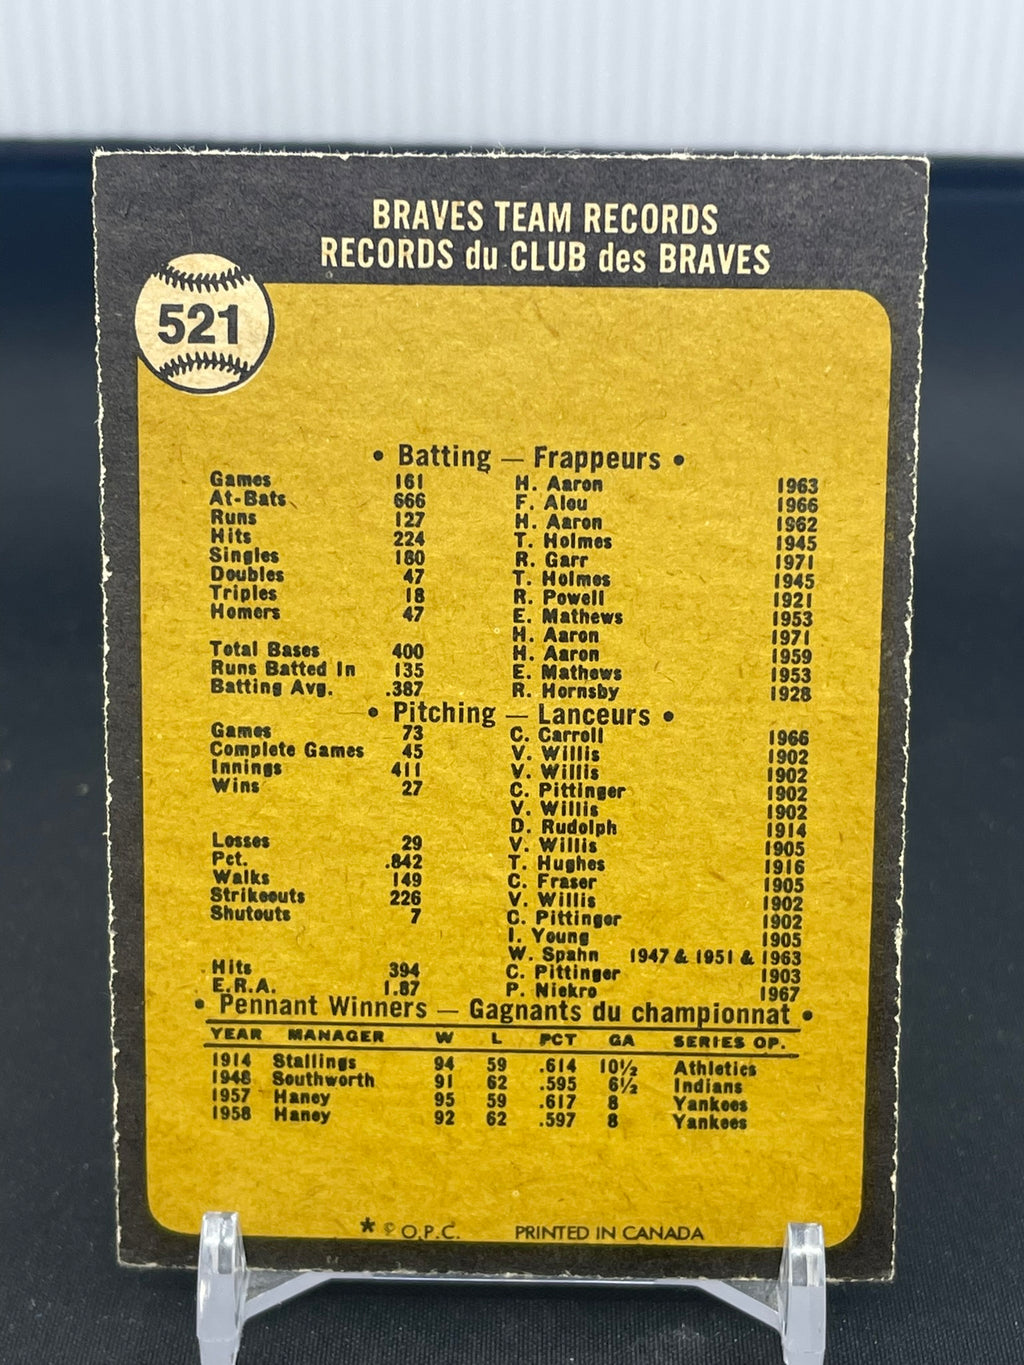 BRAVES TEAM RECORDS
RECORDS du CLUB des BRAVES
521
• Batting — Frappeurs •
Games 161 H. Aaron 1963
At-Bats 666 F. Alou 1966
Runs 127 H. Aaron 1962
Hits 224 T. Holmes 1945
Singles 180 R. Garr 1971
Doubles 47 T. Holmes 1945
Triples 18 R. Powell 1921
Homers 47 E. Mathews 1953
H. Aaron 1971
Total Bases 400 H. Aaron 1959
Runs Batted In 135 E. Mathews 1953
Batting Avg. .387 R. Hornsby 1928
• Pitching — Lanceurs •
Games 73 C. Carroll 1966
Complete Games 45 V. Willis 1902
Innings 411 V. Willis 1902
Wins 27 C. Pittinger 1902
V. Willis 1902
D. Rudolph 1914
Losses 29 V. Willis 1905
Pct. .842 T. Hughes 1916
Walks 149 C. Fraser 1905
Strikeouts 226 V. Willis 1902
Shutouts 7 C. Pittinger 1902
I. Young 1905
W. Spahn 1947 & 1951 & 1963
Hits 394 C. Pittinger 1903
E.R.A. 1.87 P. Niekro 1967
• Pennant Winners — Gagnants du championnat •
YEAR MANAGER W L PCT GA SERIES OP.
1914 Stallings 94 59 .614 10½ Athletics
1948 Southworth 91 62 .595 6½ Indians
1957 Haney 95 59 .617 8 Yankees
1958 Haney 92 62 .597 8 Yankees
* © O.P.C. PRINTED IN CANADA